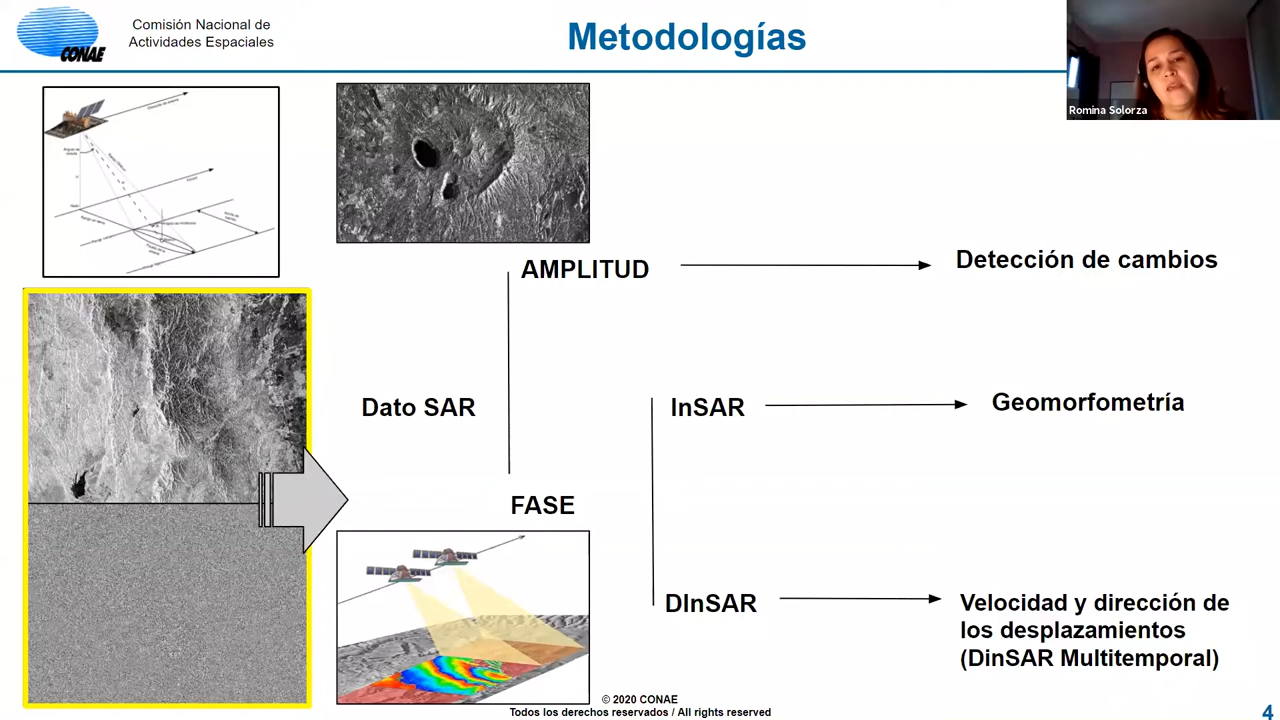 CONAE
Comisión Nacional de
Actividades Espaciales
Metodologías
Romina Solorza
AMPLITUD
Detección de cambios
Dato SAR
InSAR
Geomorfometría
FASE
DInSAR
Velocidad y dirección de
los desplazamientos
(DinSAR Multitemporal)
© 2020 CONAE
Todos los derechos reservados / All rights reserved
4